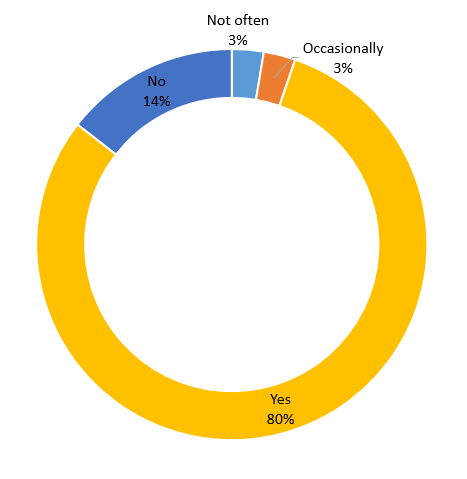 Not often
3%
Occasionally
3%
No
14%
Yes
80%